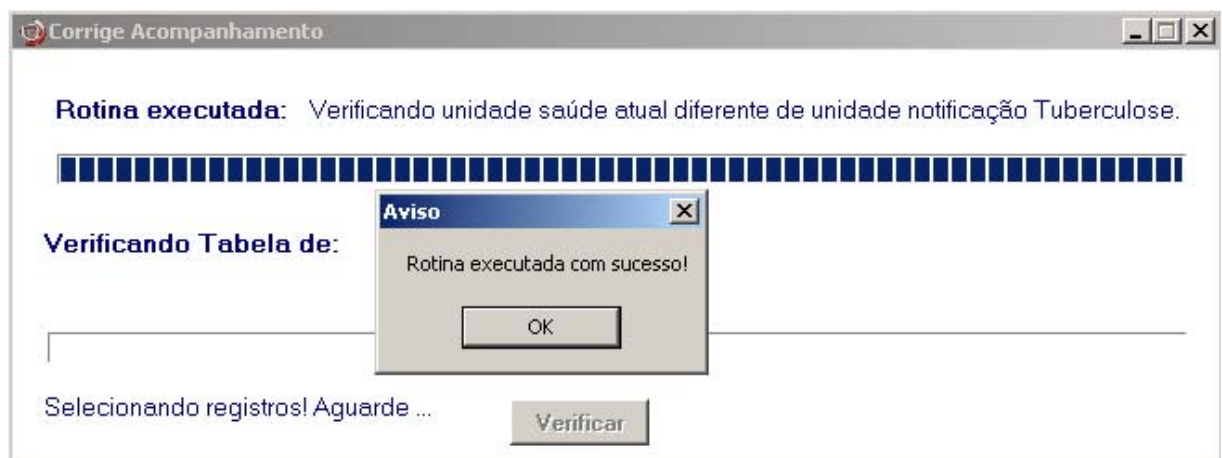 Corrige Acompanhamento
Rotina executada: Verificando unidade saúde atual diferente de unidade notificação Tuberculose.
Aviso
Verificando Tabela de:
Rotina executada com sucesso!
OK
Selecionando registros! Aguarde ...
Verificar